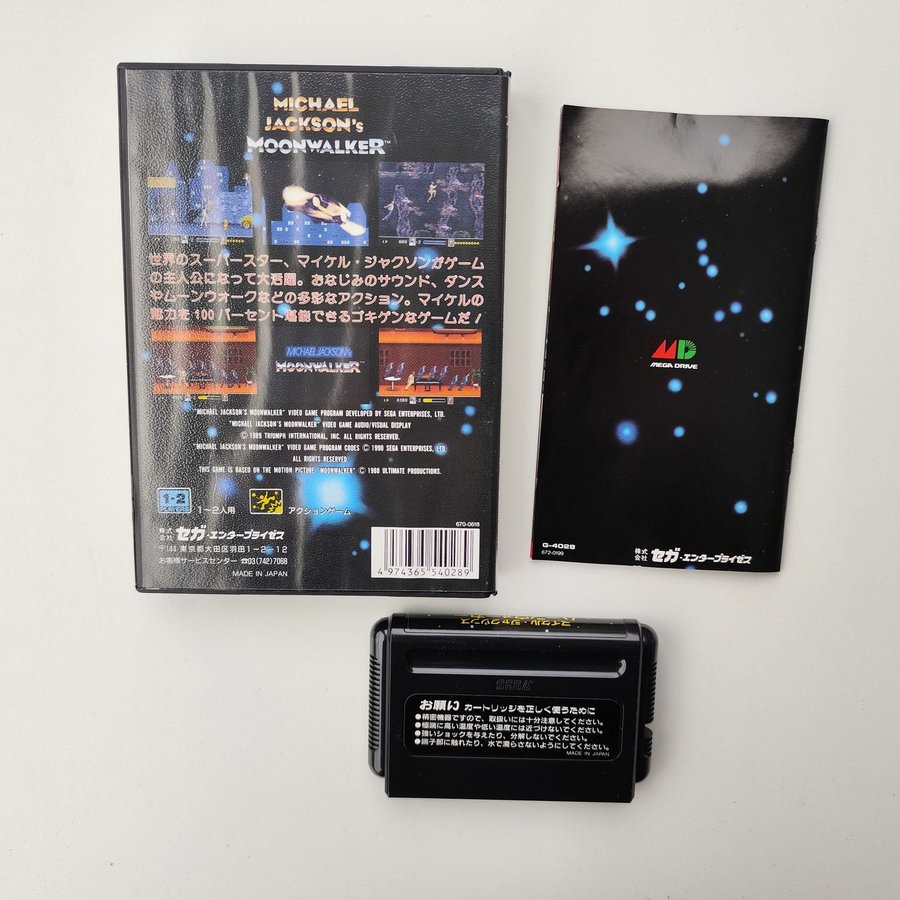 MICHAEL
JACKSON's
MOONWALKER™
世界のスーパースター、マイケル・ジャクソンがゲーム
の主人公になって大活躍。おなじみのサウンド、ダンス
やムーンウォークなどの多彩なアクション。マイケルの
魅力を100パーセント堪能できるゴキゲンなゲームだ！
MICHAEL JACKSON's
MOONWALKER
"MICHAEL JACKSON'S MOONWALKER" VIDEO GAME PROGRAM DEVELOPED BY SEGA ENTERPRISES, LTD.
"MICHAEL JACKSON'S MOONWALKER" VIDEO GAME AUDIO/VISUAL DISPLAY
© 1989 TRIUMPH INTERNATIONAL, INC. ALL RIGHTS RESERVED.
"MICHAEL JACKSON'S MOONWALKER" VIDEO GAME PROGRAM CODES © 1990 SEGA ENTERPRISES, LTD.
ALL RIGHTS RESERVED.
THIS GAME IS BASED ON THE MOTION PICTURE "MOONWALKER" © 1988 ULTIMATE PRODUCTIONS.
1-2
PLAYERS
1～2人用
アクションゲーム
670-0618
株式会社 セガ・エンタープライゼス
〒144 東京都大田区羽田1-2-12
お客様サービスセンター ☎03(742)7068
MADE IN JAPAN
4 974365 540289
MD
MEGA DRIVE
G-4028
672-0199
株式会社 セガ・エンタープライゼス
マイケル・ジャクソンズ
SEGA
お願い カートリッジを正しく使うために
●精密機器ですので、取扱いには十分注意してください。
●極端に高い温度や低い温度には近づけないでください。
●強いショックを与えたり、分解しないでください。
●端子部に触れたり、水で濡らさないようにしてください。
MADE IN JAPAN